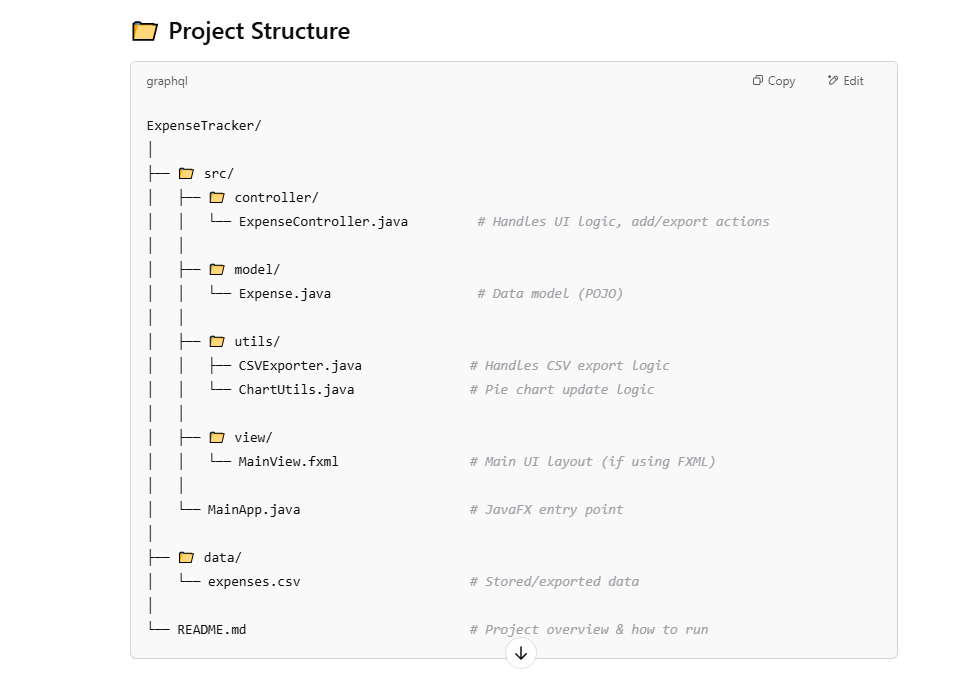 📁 Project Structure
graphql
Copy Edit
ExpenseTracker/
│
├── 📁 src/
│   ├── 📁 controller/
│   │   └── ExpenseController.java         # Handles UI logic, add/export actions
│   │
│   ├── 📁 model/
│   │   └── Expense.java                   # Data model (POJO)
│   │
│   ├── 📁 utils/
│   │   ├── CSVExporter.java              # Handles CSV export logic
│   │   └── ChartUtils.java               # Pie chart update logic
│   │
│   ├── 📁 view/
│   │   └── MainView.fxml                 # Main UI layout (if using FXML)
│   │
│   └── MainApp.java                      # JavaFX entry point
│
├── 📁 data/
│   └── expenses.csv                      # Stored/exported data
│
└── README.md                             # Project overview & how to run